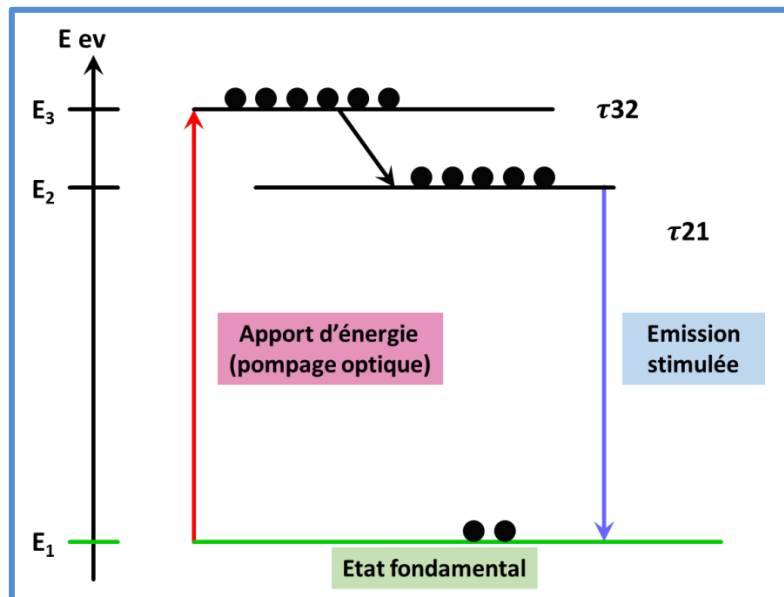 E ev
E₃
τ32
E₂
τ21
Apport d’énergie
(pompage optique)
Emission
stimulée
E₁
Etat fondamental